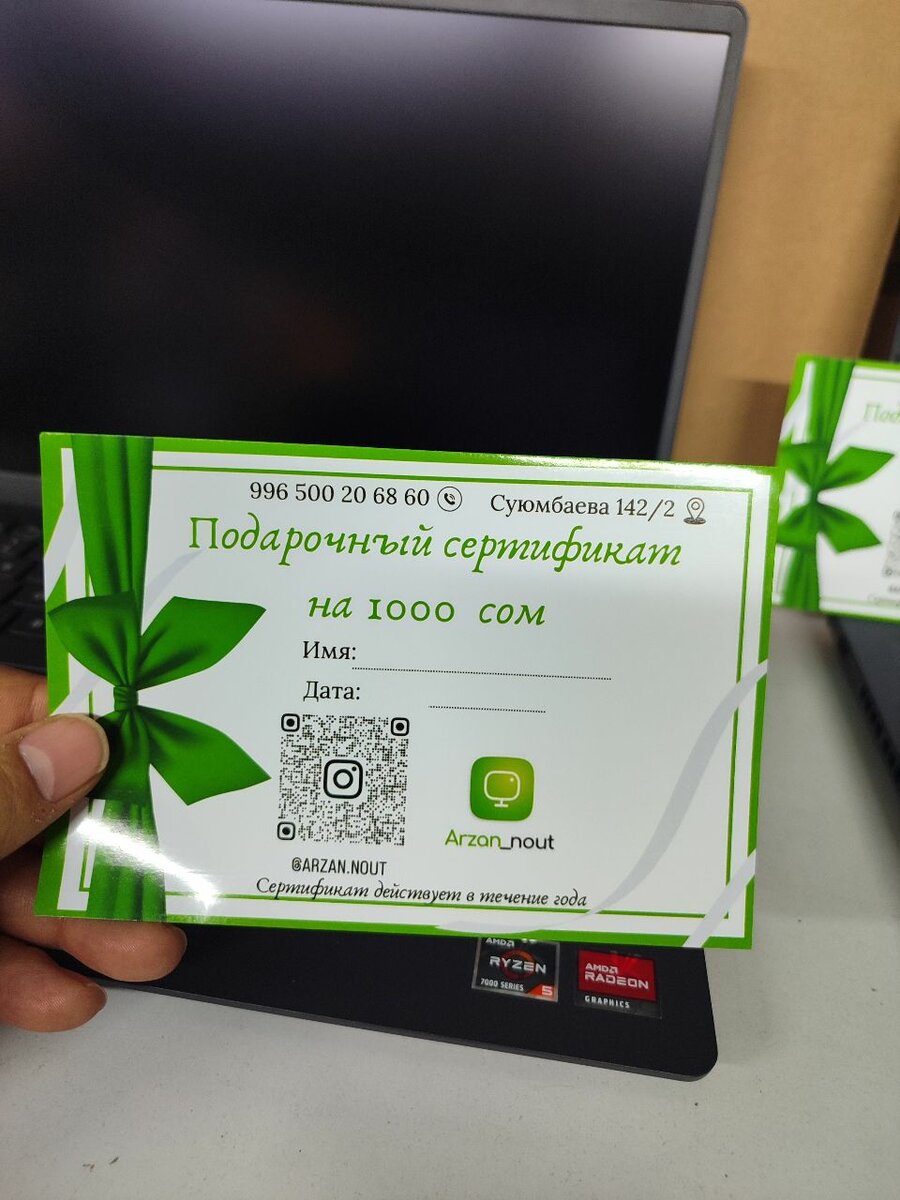 996 500 20 68 60 Суюмбаева 142/2
Подарочный сертификат
на 1000 сом
Имя:
Дата:
Arzan_nout
@ARZAN.NOUT
Сертификат действует в течение года
AMD
RYZEN
7000 SERIES 5
AMD
RADEON
GRAPHICS